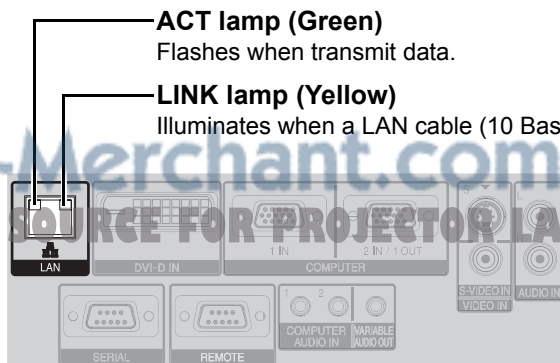 ACT lamp (Green)
Flashes when transmit data.
LINK lamp (Yellow)
Illuminates when a LAN cable (10 Bas
-Merchant.com
SOURCE FOR PROJECTOR LA
LAN
DVI-D IN
1 IN
2 IN / 1 OUT
COMPUTER
S-VIDEO IN
VIDEO IN
L
AUDIO IN
SERIAL
REMOTE
1
2
COMPUTER
AUDIO IN
VARIABLE
AUDIO OUT